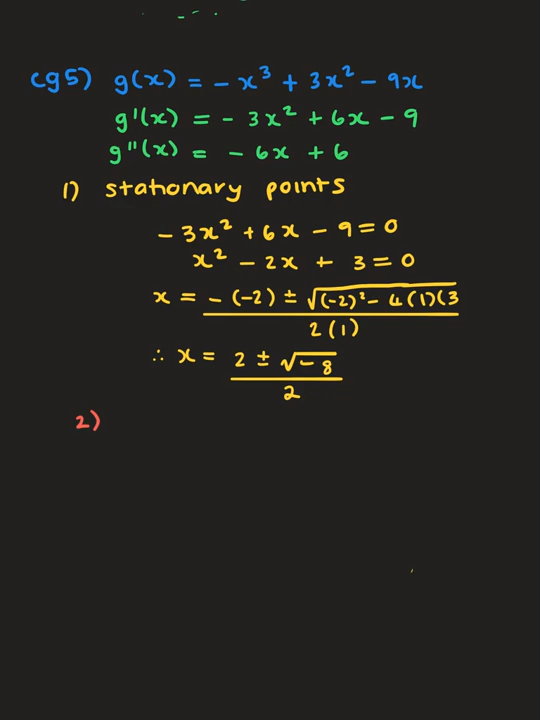 cg5) g(x) = - x³ + 3x² - 9x
g'(x) = - 3x² + 6x - 9
g"(x) = - 6x + 6
1) stationary points
- 3x² + 6x - 9 = 0
x² - 2x + 3 = 0
x = (-(-2) ± √((-2)² - 4(1)(3)/(2(1))
∴ x = (2 ± √-8)/2
2)